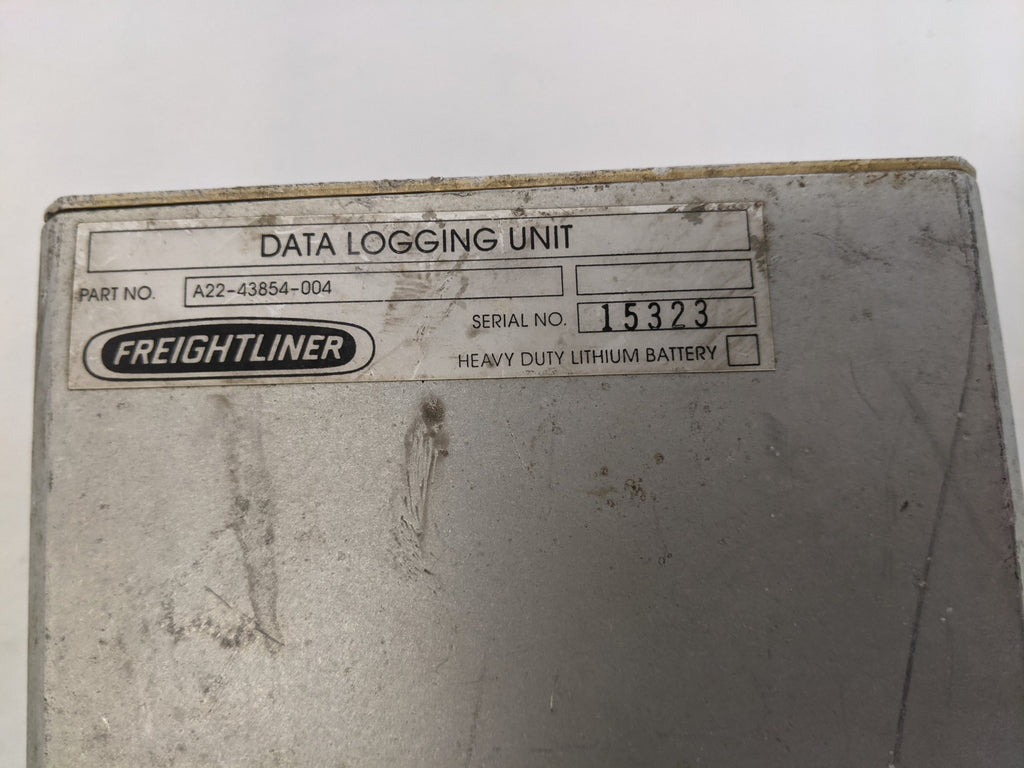 DATA LOGGING UNIT
PART NO. A22-43854-004
SERIAL NO. 15323
FREIGHTLINER
HEAVY DUTY LITHIUM BATTERY